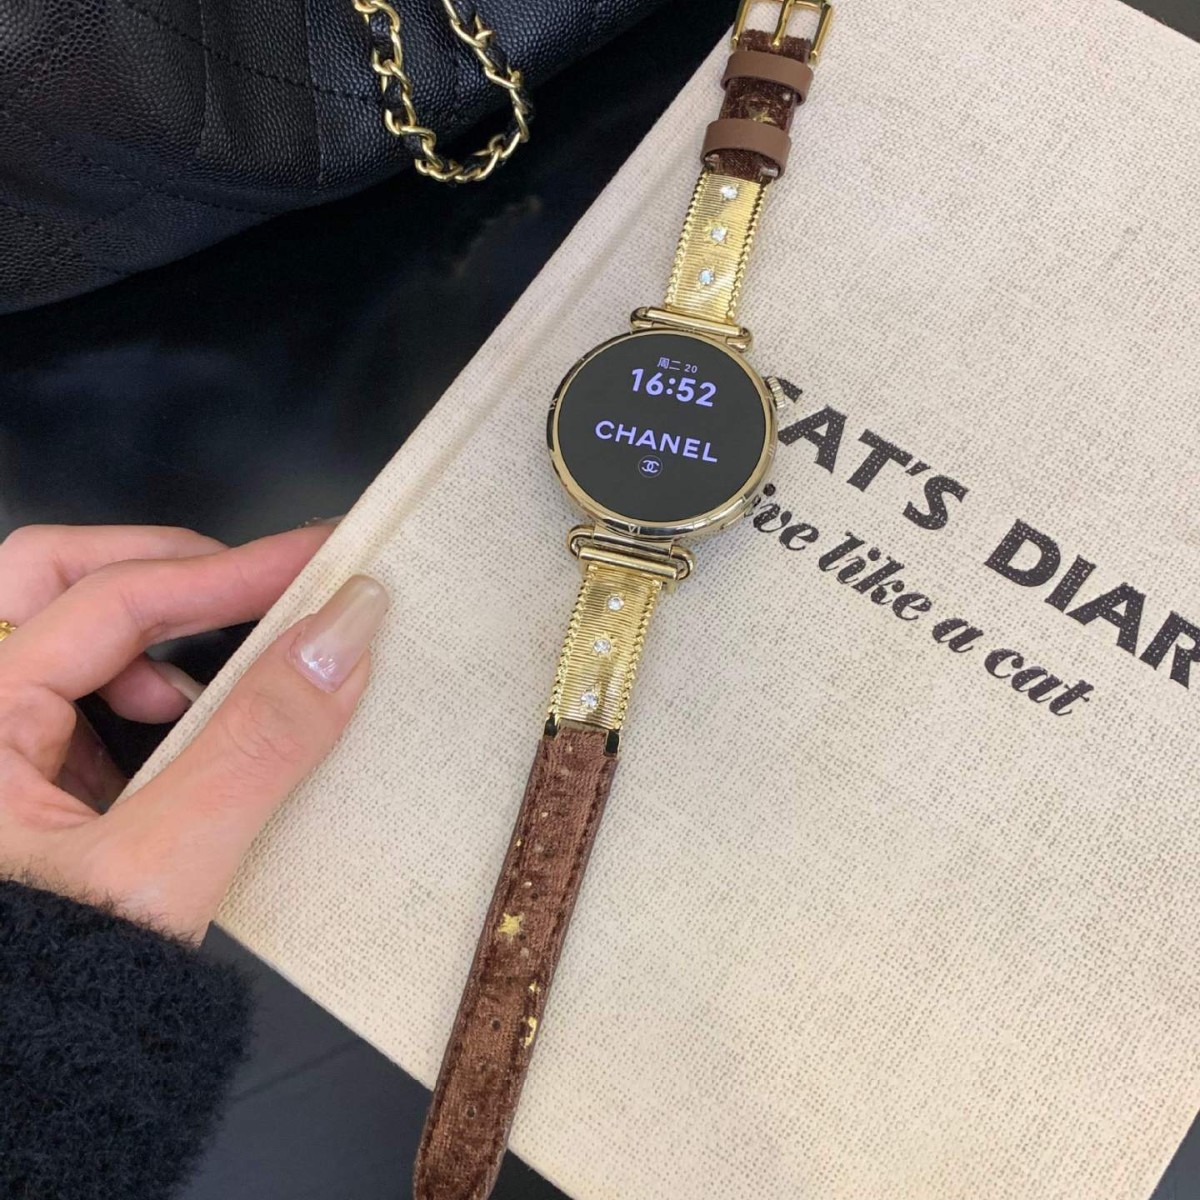 周二 20
16:52
CHANEL
CAT'S DIAR
ive like a cat